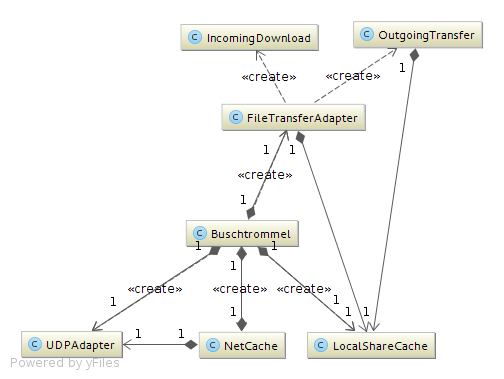 C IncomingDownload
C OutgoingTransfer
1
«create»
«create»
C FileTransferAdapter
1
1
«create»
1
C Buschtrommel
1
1
1
«create»
«create»
«create»
1
1
1
1
1
1
C UDPAdapter
C NetCache
C LocalShareCache
Powered by yFiles